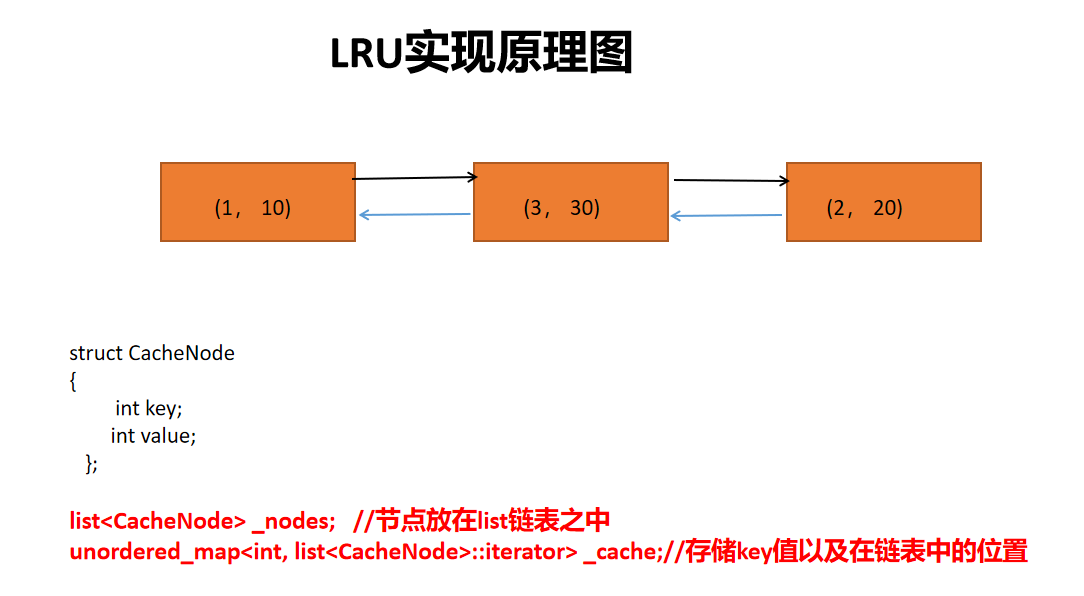 LRU实现原理图
(1， 10)
(3， 30)
(2， 20)
struct CacheNode
{
int key;
int value;
};
list<CacheNode> _nodes; //节点放在list链表之中
unordered_map<int, list<CacheNode>::iterator> _cache;//存储key值以及在链表中的位置